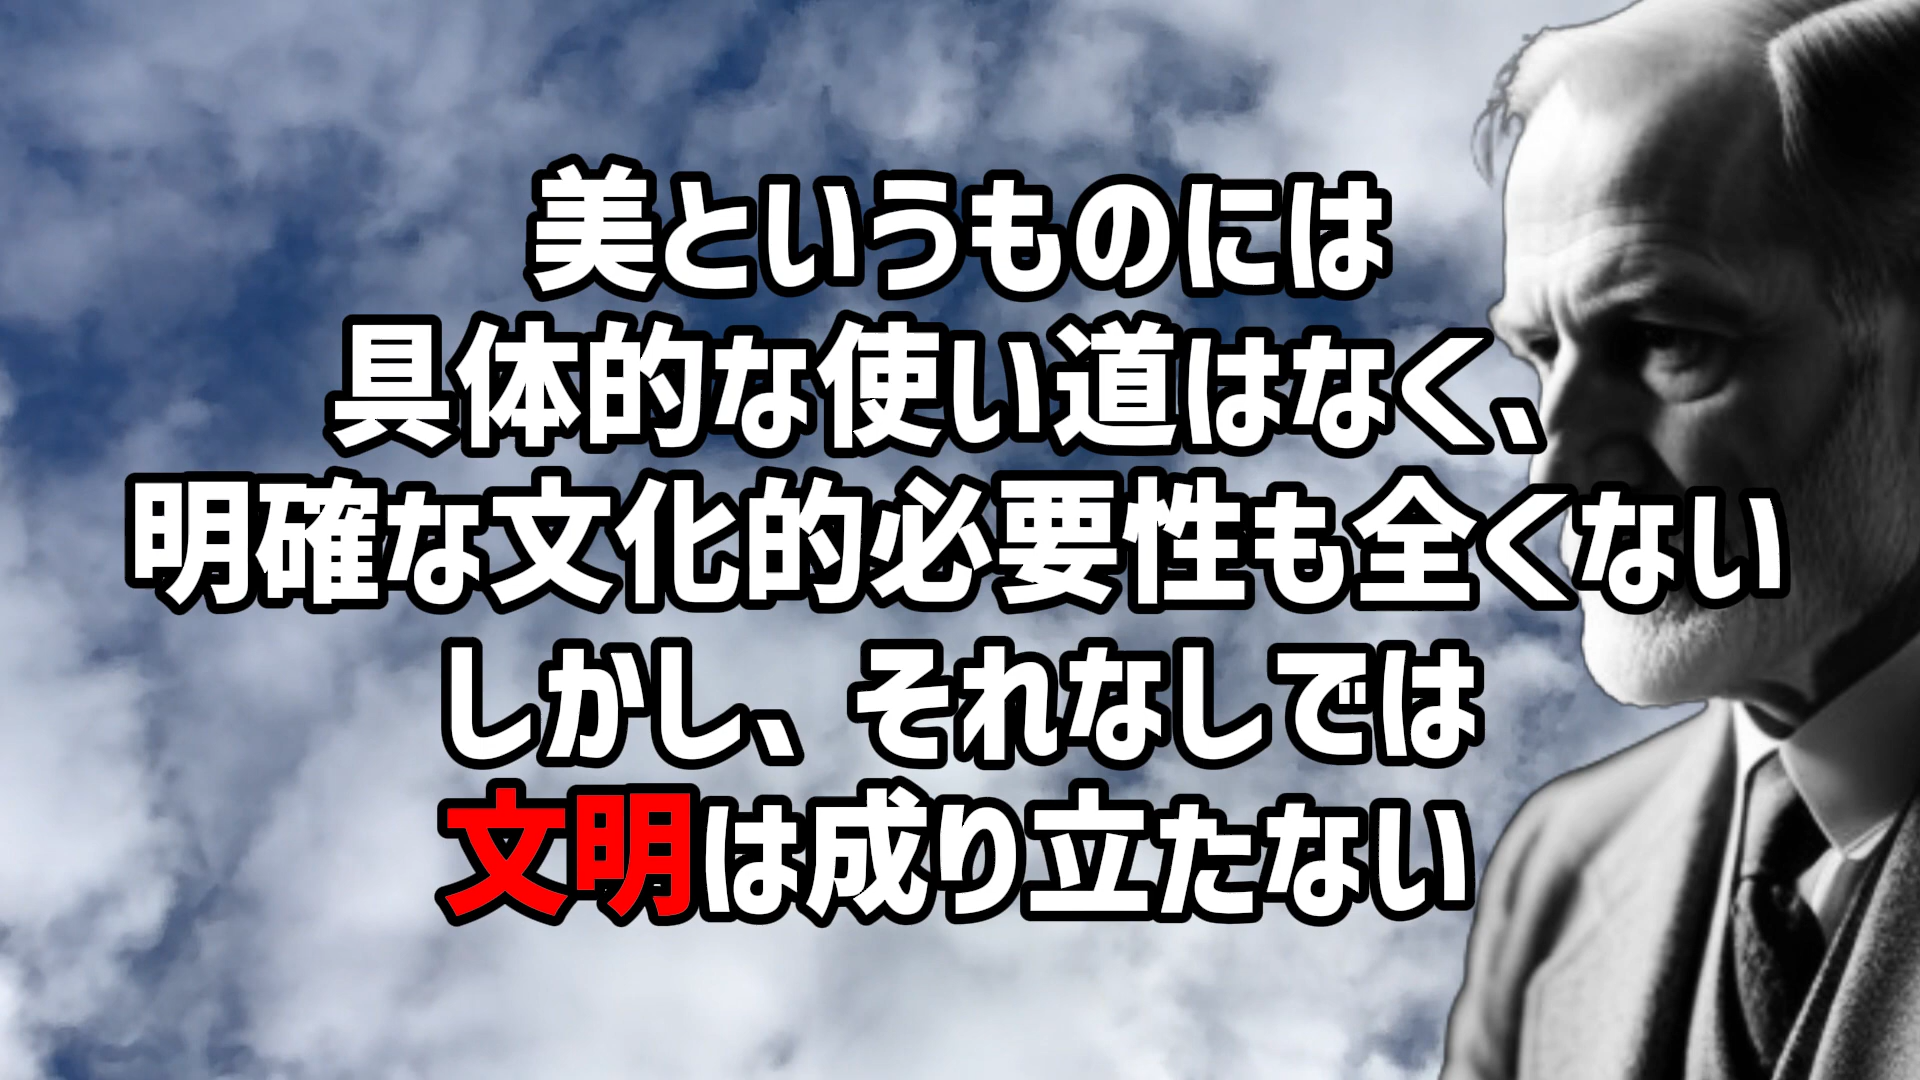 美というものには
具体的な使い道はなく、
明確な文化的必要性も全くない
しかし、それなしでは
文明は成り立たない